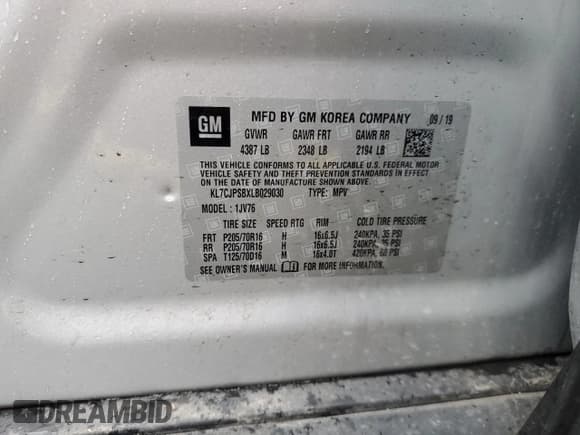 GM
MFD BY GM KOREA COMPANY 09 / 19
GVWR GAWR FRT GAWR RR
4387 LB 2348 LB 2194 LB
THIS VEHICLE CONFORMS TO ALL APPLICABLE U.S. FEDERAL MOTOR
VEHICLE SAFETY AND THEFT PREVENTION STANDARDS IN EFFECT
ON THE DATE OF MANUFACTURE SHOWN ABOVE.
KL7CJPSBXLB029030 TYPE: MPV
MODEL : 1JV76
TIRE SIZE SPEED RTG RIM COLD TIRE PRESSURE
FRT P205/70R16 H 16x6.5J 240KPA, 35 PSI
RR P205/70R16 H 16x6.5J 240KPA, 35 PSI
SPA T125/70D16 M 16x4.0T 420KPA, 60 PSI
SEE OWNER'S MANUAL FOR MORE INFORMATION.
DREAMBID